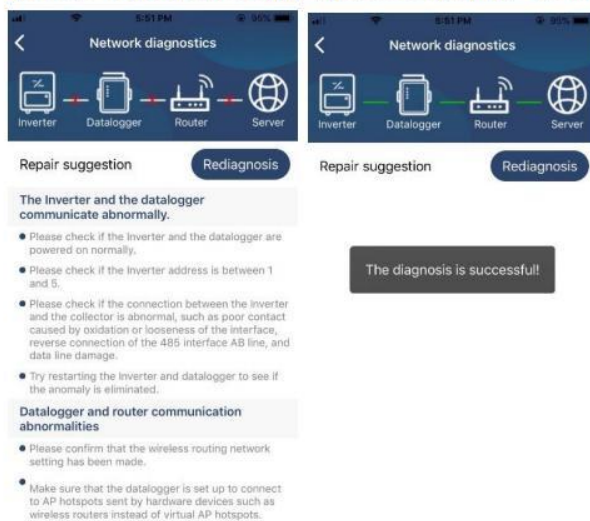 5:51 PM
95%
Network diagnostics
Inverter Datalogger Router Server
Repair suggestion Rediagnosis
The Inverter and the datalogger
communicate abnormally.
Please check if the Inverter and the datalogger are
powered on normally.
Please check if the Inverter address is between 1
and 5.
Please check if the connection between the Inverter
and the collector is abnormal, such as poor contact
caused by oxidation or looseness of the interface,
reverse connection of the 485 interface AB line, and
data line damage.
Try restarting the Inverter and datalogger to see if
the anomaly is eliminated.
Datalogger and router communication
abnormalities
Please confirm that the wireless routing network
setting has been made.
Make sure that the datalogger is set up to connect
to AP hotspots sent by hardware devices such as
wireless routers instead of virtual AP hotspots.
5:51 PM
95%
Network diagnostics
Inverter Datalogger Router Server
Repair suggestion Rediagnosis
The diagnosis is successful!